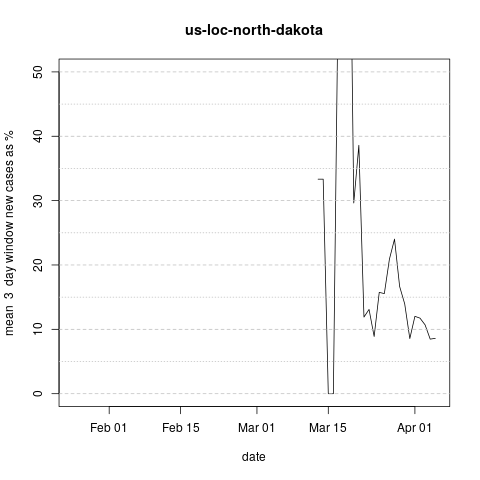 us-loc-north-dakota
mean 3 day window new cases as %
50
40
30
20
10
0
Feb 01 Feb 15 Mar 01 Mar 15 Apr 01
date